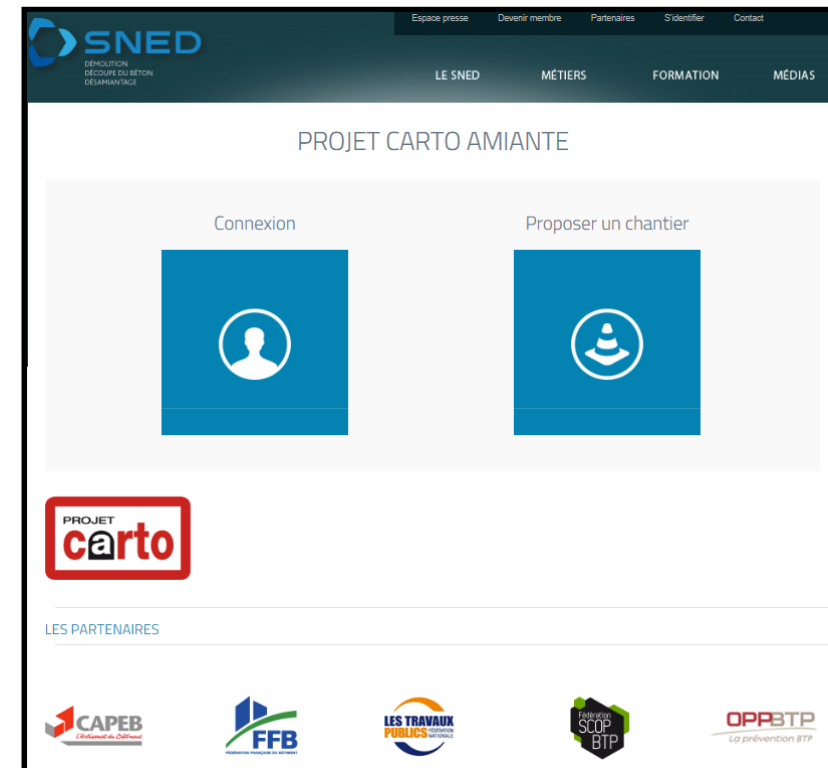 Espace presse Devenir membre Partenaires S'identifier Contact
SNED
DÉMOLITION
DÉCOUPE DU BÉTON
DÉSAMIANTAGE
LE SNED MÉTIERS FORMATION MÉDIAS
PROJET CARTO AMIANTE
Connexion Proposer un chantier
PROJET
carto
LES PARTENAIRES
CAPEB
L'Artisanat du Bâtiment
FFB
FÉDÉRATION FRANÇAISE DU BÂTIMENT
LES TRAVAUX
PUBLICS FÉDÉRATION
NATIONALE
Fédération
SCOP
BTP
OPPBTP
La prévention BTP